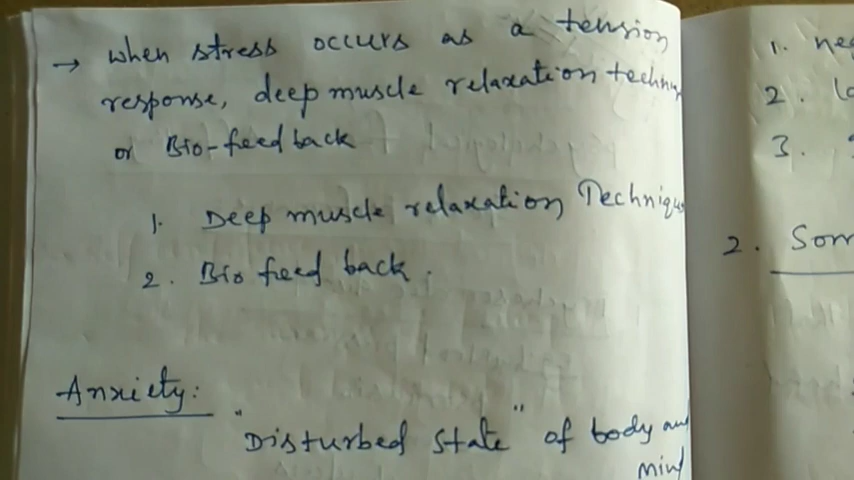 → when stress occurs as a tension
response, deep muscle relaxation techniqu
or Bio-feed back
1. Deep muscle relaxation Technique
2. Bio feed back.
Anxiety:
"Disturbed state" of body and
mind
1.
2.
3.
2. Som